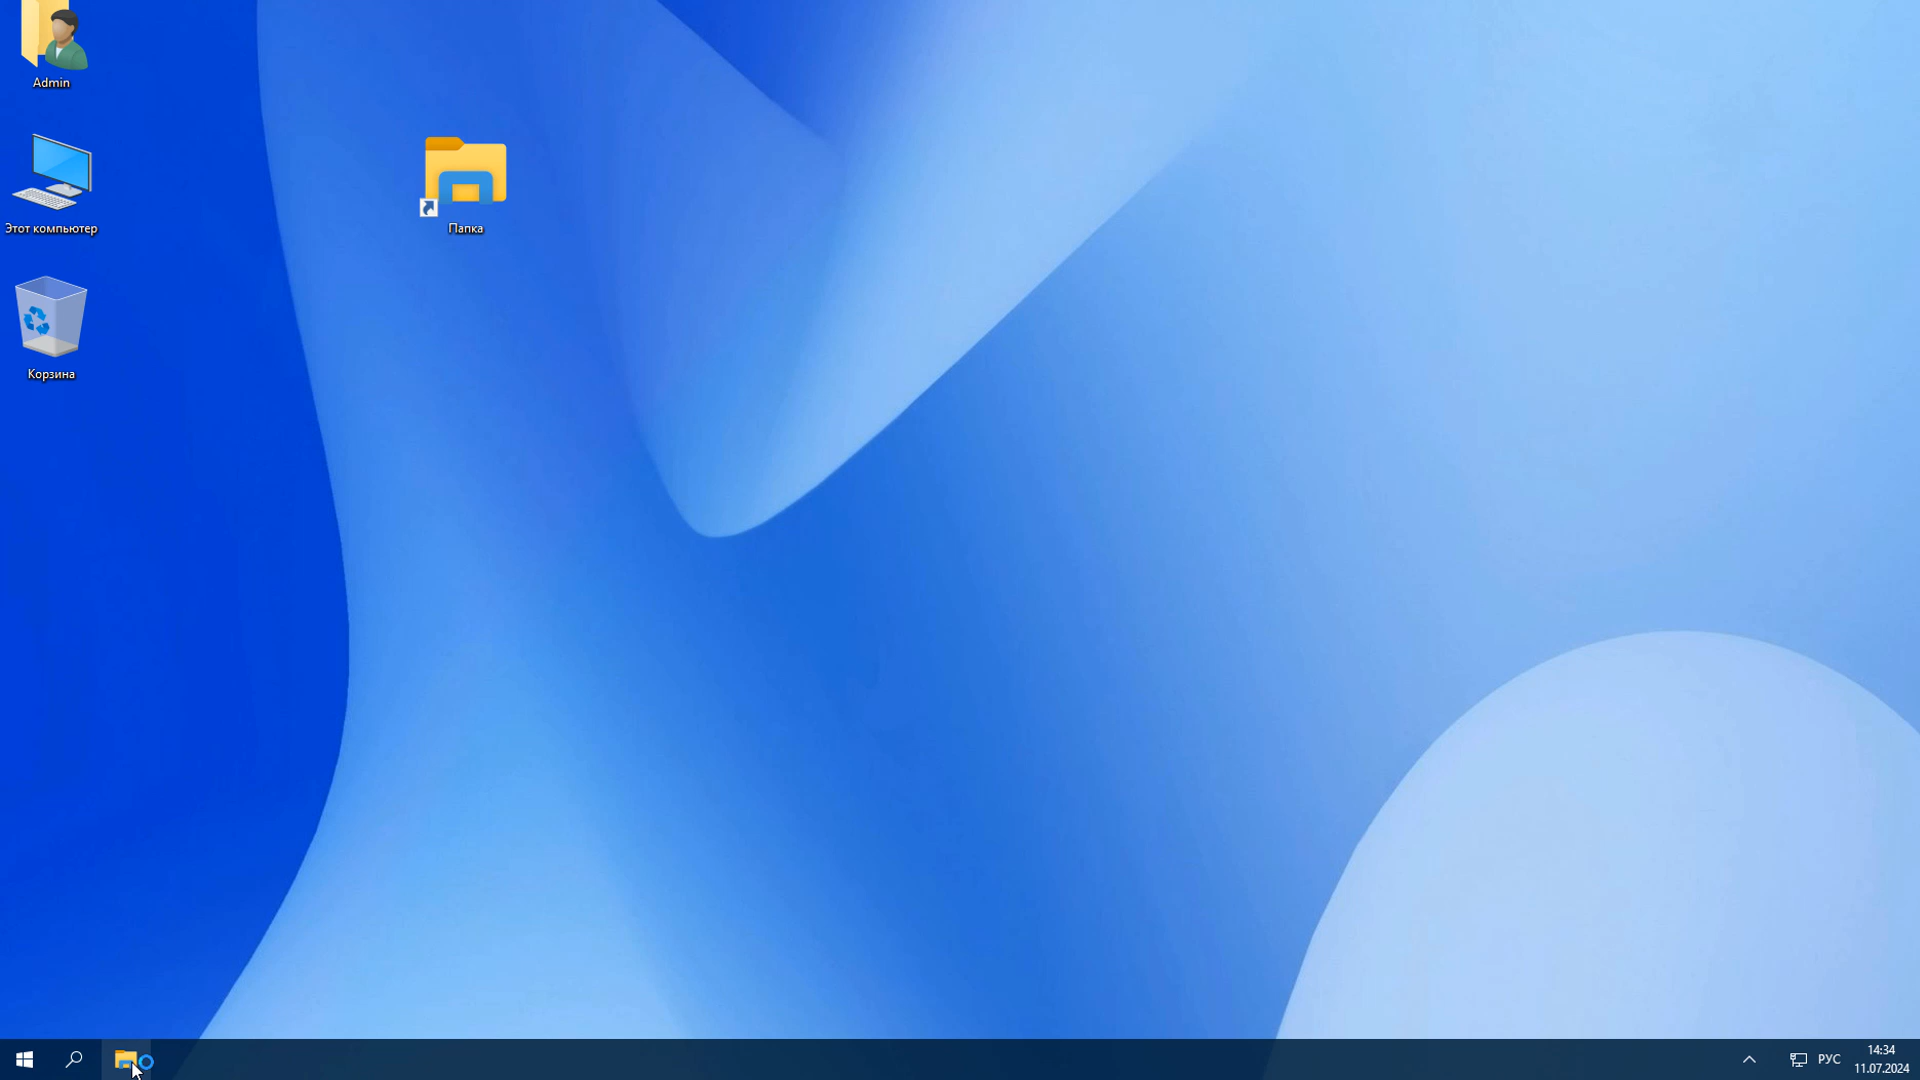 Admin
Этот компьютер
Корзина
Папка
РУС
14:34
11.07.2024